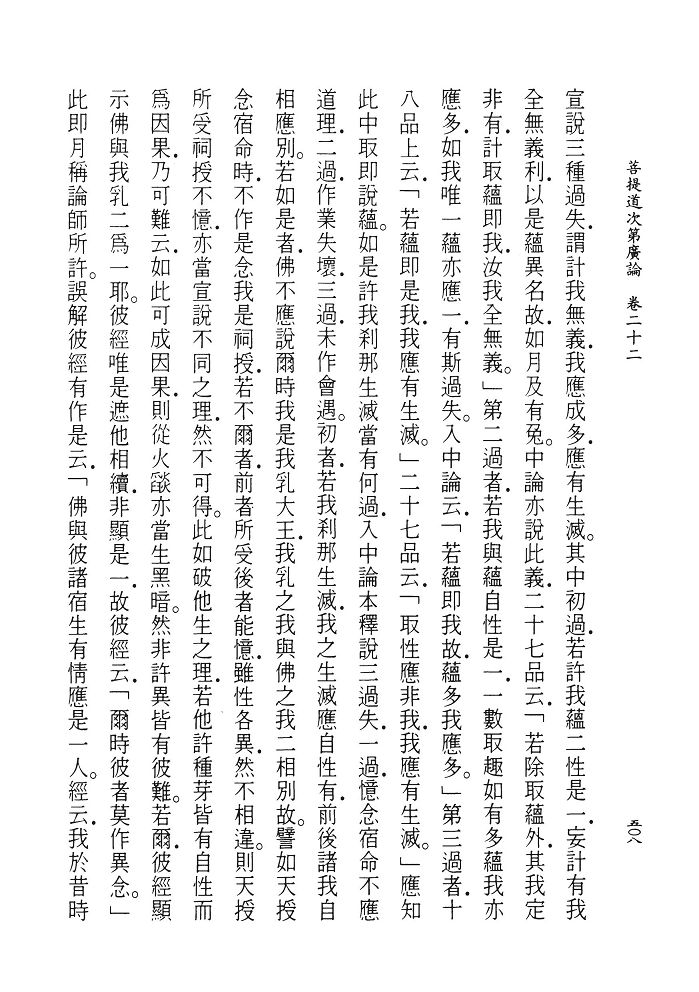 菩提道次第廣論　卷二十二
五〇八
宣說三種過失．謂計我無義．我應成多．應有生滅。其中初過．若許我蘊二性是一．妄計有我
全無義利．以是蘊異名故．如月及有兔。中論亦說此義．二十七品云．「若除取蘊外．其我定
非有．計取蘊即我．汝我全無義。」第二過者．若我與蘊自性是一．一數取趣如有多蘊．我亦
應多．如我唯一．蘊亦應一．有斯過失。入中論云．「若蘊即我故．蘊多我應多。」第三過者．十
八品上云．「若蘊即是我．我應有生滅。」二十七品云．「取性應非我．我應有生滅。」應知
此中取即說蘊。如是許我剎那生滅當有何過．入中論本釋說三過失．一過．憶念宿命不應
道理．二過．作業失壞．三過．未作會遇。初者．若我剎那生滅．我之生滅應自性有．前後諸我自
相應別。若如是者．佛不應說爾時我是我乳大王．我乳之我與佛之我二相別故。譬如天授
念宿命時．不作是念我是祠授．若不爾者．前者所受後者能憶．雖性各異．然不相違。則天授
所受祠授不憶．亦當宣說不同之理．然不可得。此如破他生之理．若他許種芽皆有自性而
爲因果．乃可難云．如此可成因果．則從火燄亦當生黑暗。然非許異皆有彼難。若爾．彼經顯
示佛與我乳二爲一耶。彼經唯是遮他相續．非顯是一．故彼經云．「爾時彼者莫作異念。」
此即月稱論師所許。誤解彼經有作是云．「佛與彼諸宿生有情應是一人。經云．我於昔時